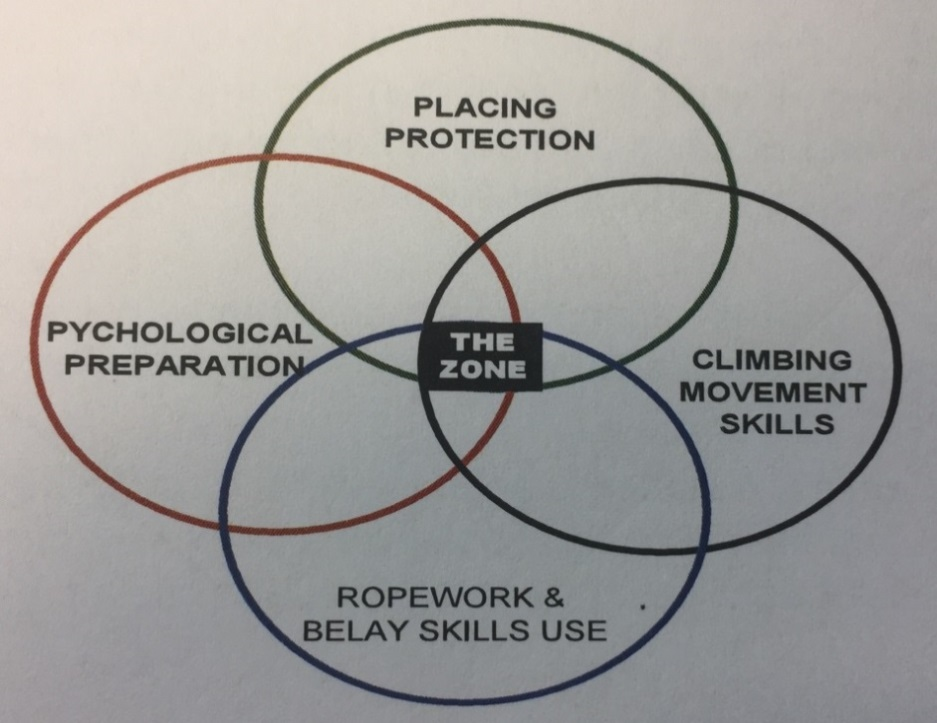 PLACING
PROTECTION
PYCHOLOGICAL
PREPARATION
THE
ZONE
CLIMBING
MOVEMENT
SKILLS
ROPEWORK &
BELAY SKILLS USE